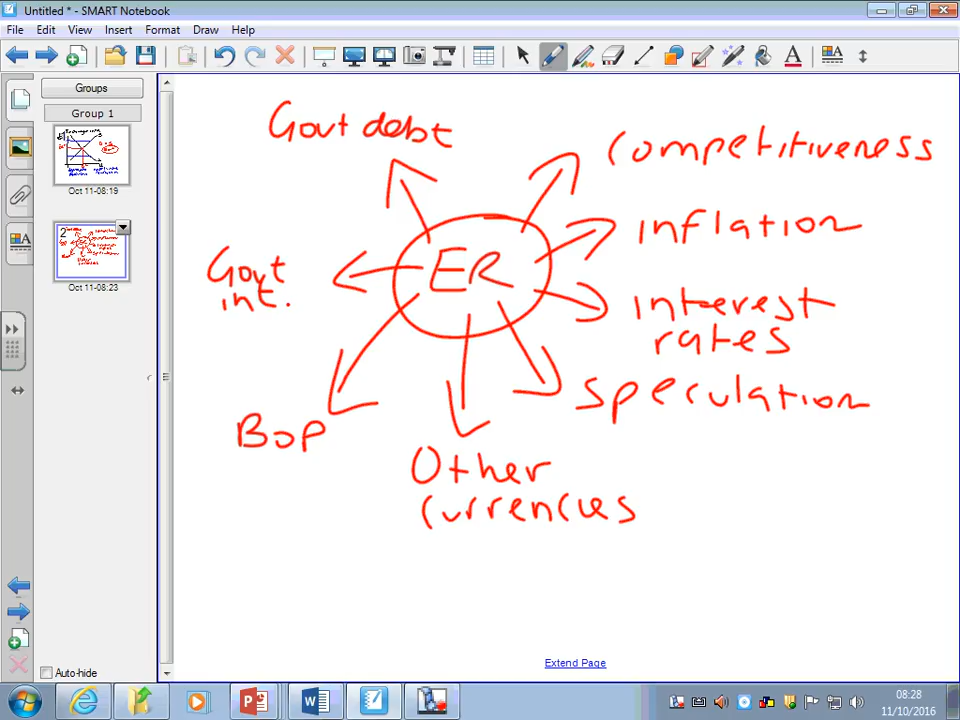 Untitled * - SMART Notebook
File Edit View Insert Format Draw Help
Groups
Group 1
Oct 11-08:19
2
Oct 11-08:23
Auto-hide
Govt debt
Competitiveness
inflation
ER
Govt
int.
interest
rates
speculation
BoP
Other
currencies
Extend Page
08:28
11/10/2016